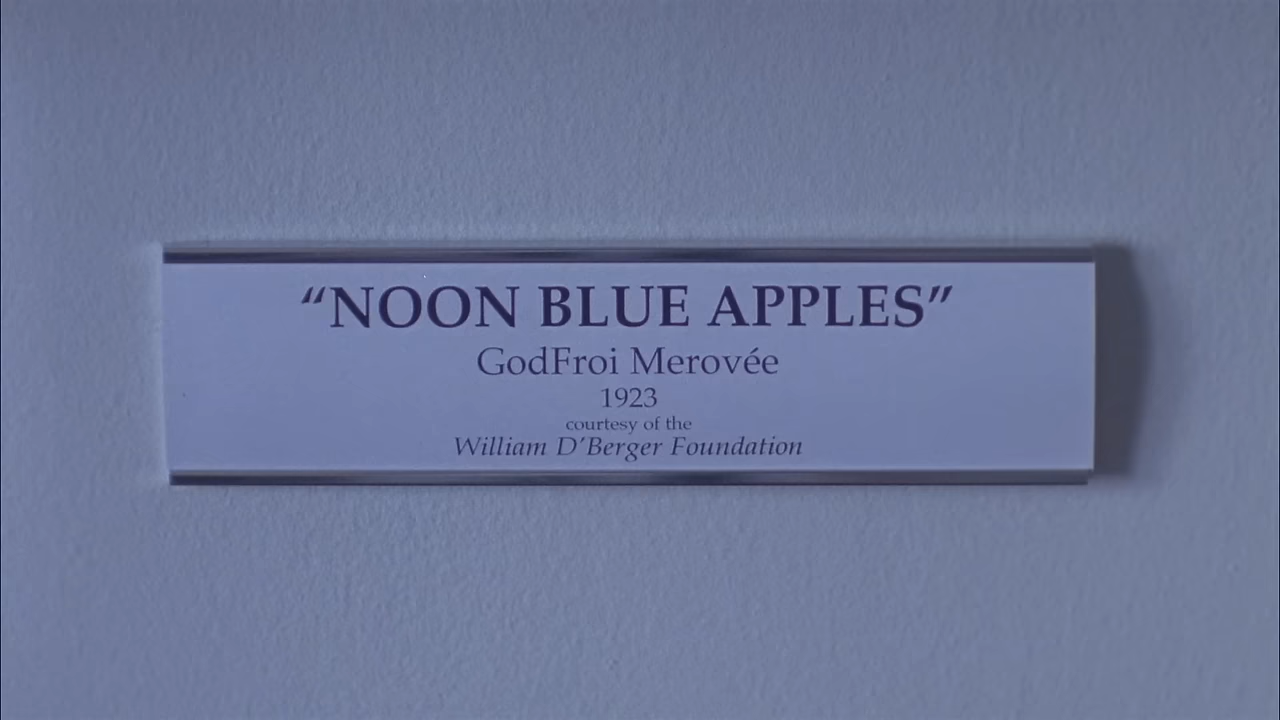 “NOON BLUE APPLES”
GodFroi Merovée
1923
courtesy of the
William D’Berger Foundation